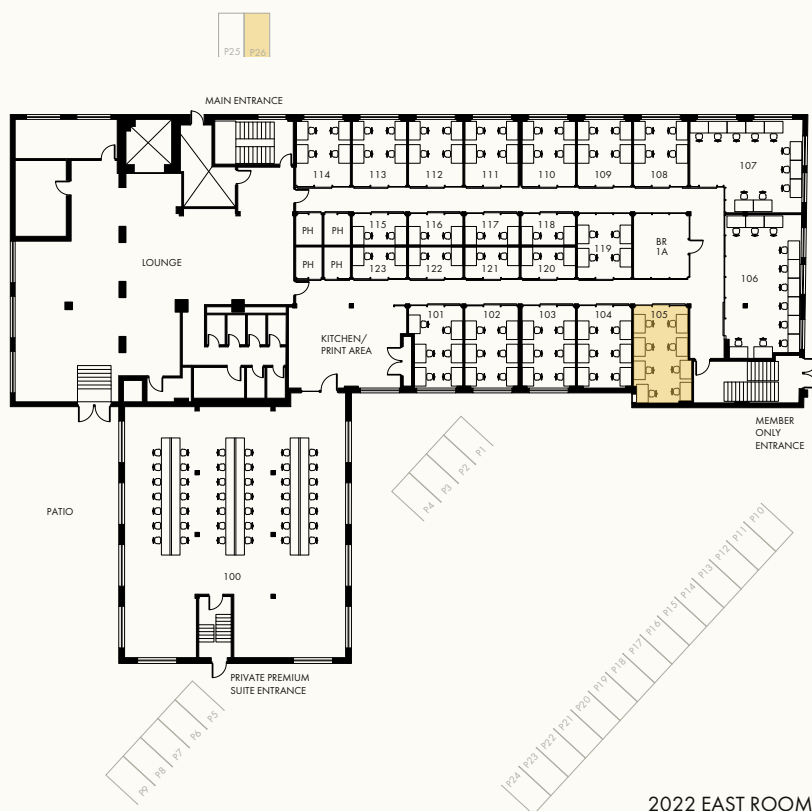 P25 P26
MAIN ENTRANCE
114 113 112 111 110 109 108 107
PH PH 115 116 117 118 119 BR
1A
PH PH 123 122 121 120
106
LOUNGE
101 102 103 104 105
KITCHEN/
PRINT AREA
MEMBER
ONLY
ENTRANCE
P4 P3 P2 P1
PATIO
100
PRIVATE PREMIUM
SUITE ENTRANCE
P9 P8 P7 P6 P5
P24 P23 P22 P21 P20 P19 P18 P17 P16 P15 P14 P13 P12 P11 P10
2022 EAST ROOM